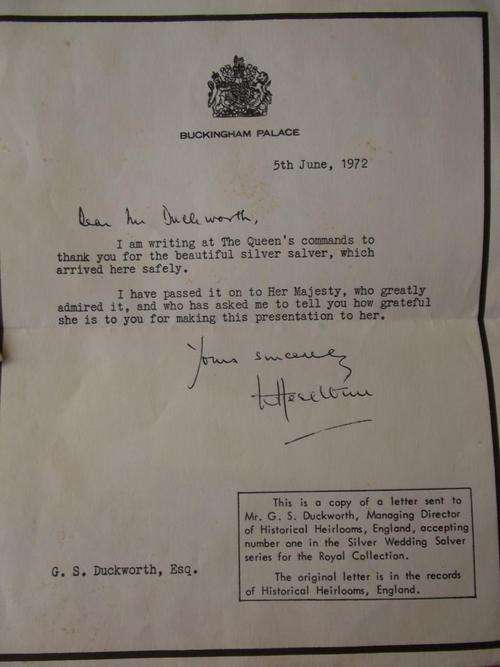 BUCKINGHAM PALACE
5th June, 1972
Dear Mr Duckworth,
I am writing at The Queen's commands to
thank you for the beautiful silver salver, which
arrived here safely.
I have passed it on to Her Majesty, who greatly
admired it, and who has asked me to tell you how grateful
she is to you for making this presentation to her.
Yours sincerely
This is a copy of a letter sent to
Mr. G. S. Duckworth, Managing Director
of Historical Heirlooms, England, accepting
number one in the Silver Wedding Salver
series for the Royal Collection.
The original letter is in the records
of Historical Heirlooms, England.
G. S. Duckworth, Esq.